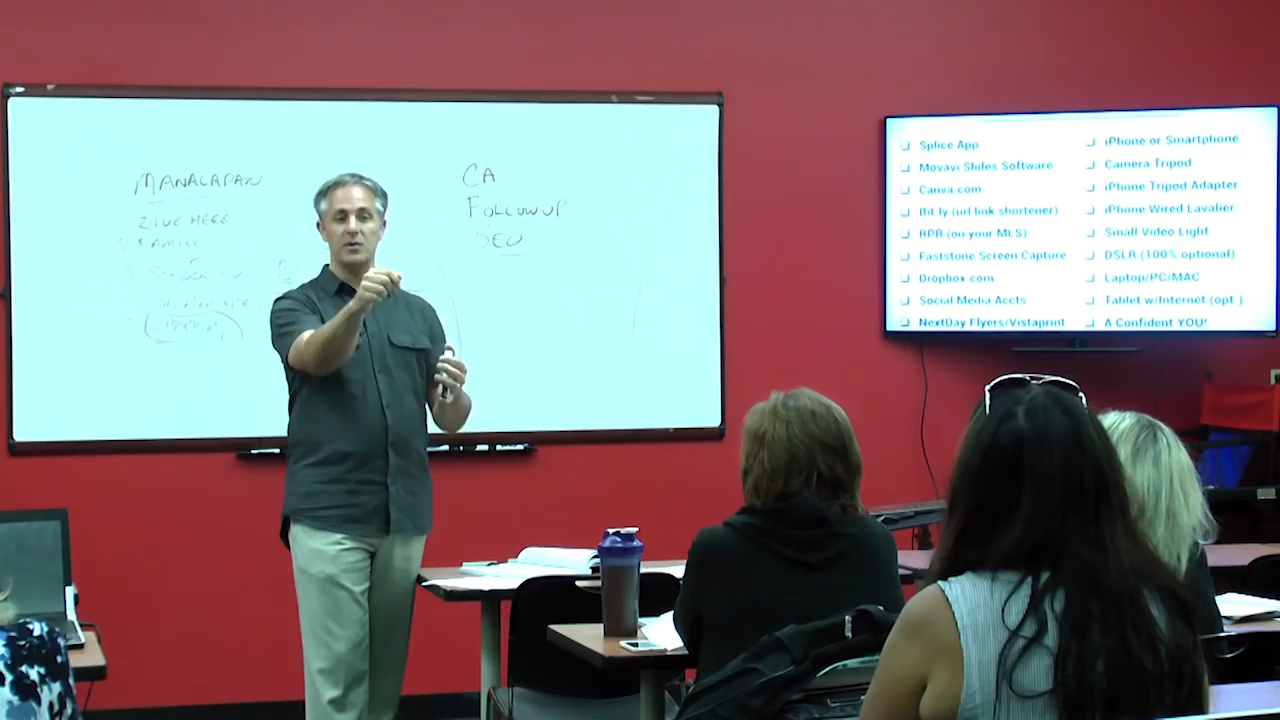 MANALAPAN
LIVE HERE
FAMILY
CA
FOLLOW UP
SEO
❏ Splice App
❏ Movavi Slides Software
❏ Canva.com
❏ Bit.ly (url link shortener)
❏ RPR (on your MLS)
❏ Faststone Screen Capture
❏ Dropbox.com
❏ Social Media Accts
❏ NextDay Flyers/Vistaprint
❏ iPhone or Smartphone
❏ Camera Tripod
❏ iPhone Tripod Adapter
❏ iPhone Wired Lavalier
❏ Small Video Light
❏ DSLR (100% optional)
❏ Laptop/PC/MAC
❏ Tablet w/Internet (opt.)
❏ A Confident YOU!